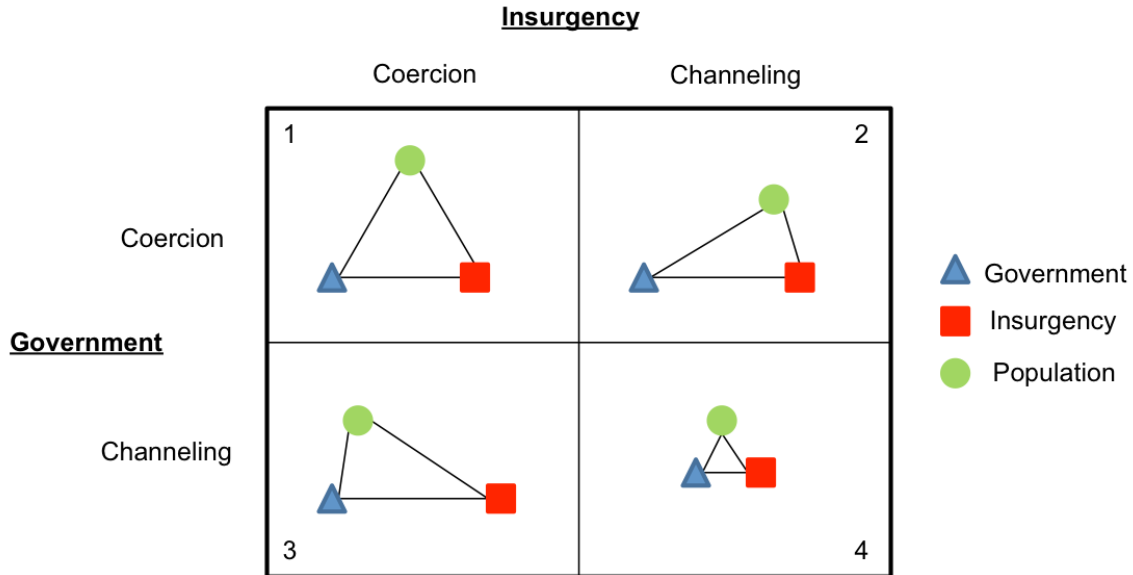 Insurgency
Coercion
Channeling
1
2
Coercion
Government
Channeling
3
4
Government
Insurgency
Population